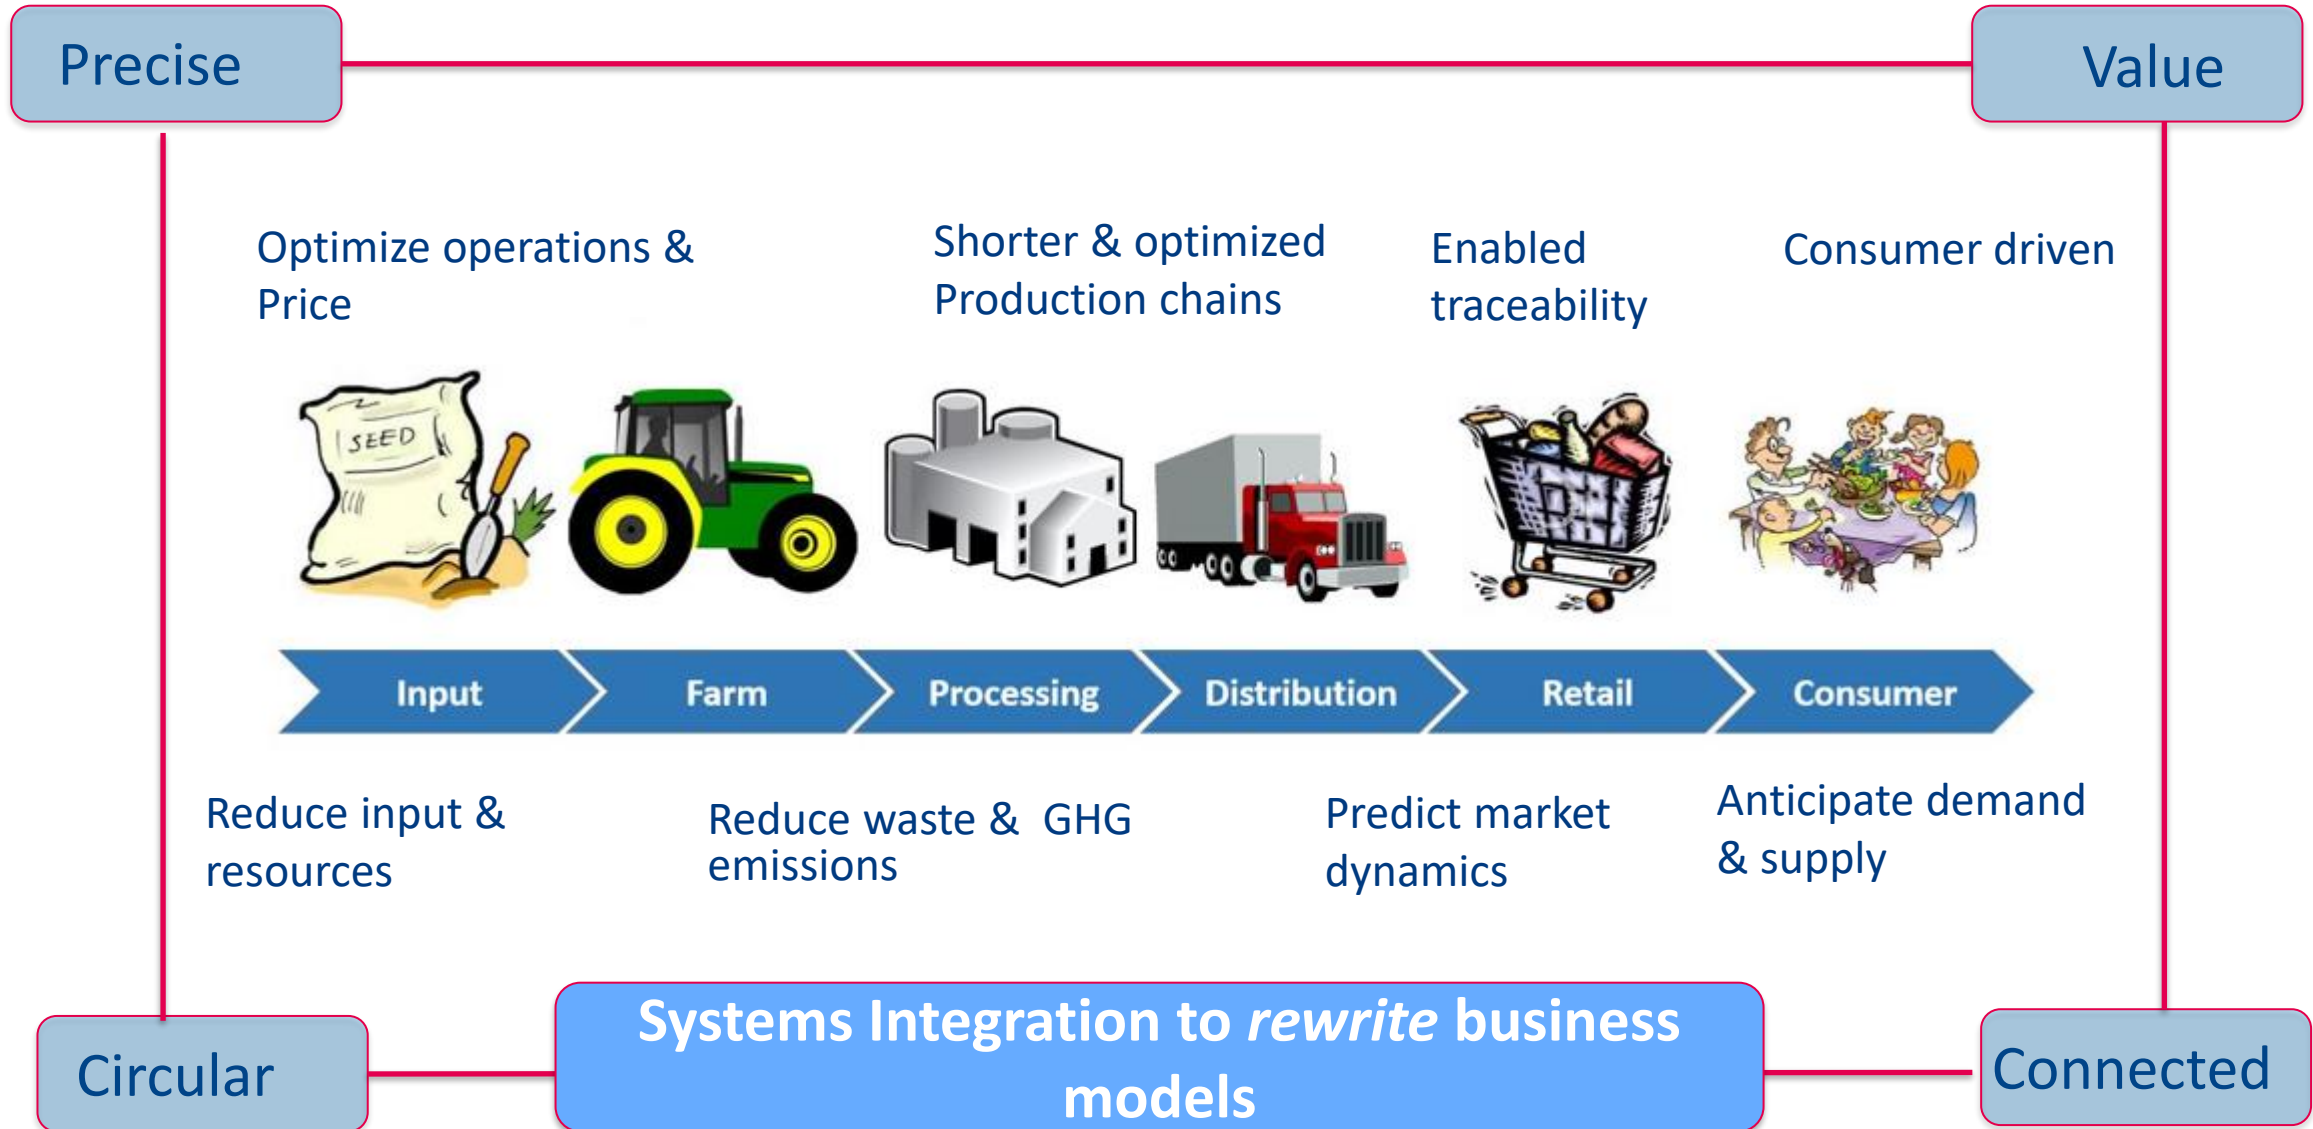 Precise
Value
Optimize operations &
Price
Shorter & optimized
Production chains
Enabled
traceability
Consumer driven
SEED
Input
Farm
Processing
Distribution
Retail
Consumer
Reduce input &
resources
Reduce waste &  GHG
emissions
Predict market
dynamics
Anticipate demand
& supply
Systems Integration to rewrite business
models
Circular
Connected